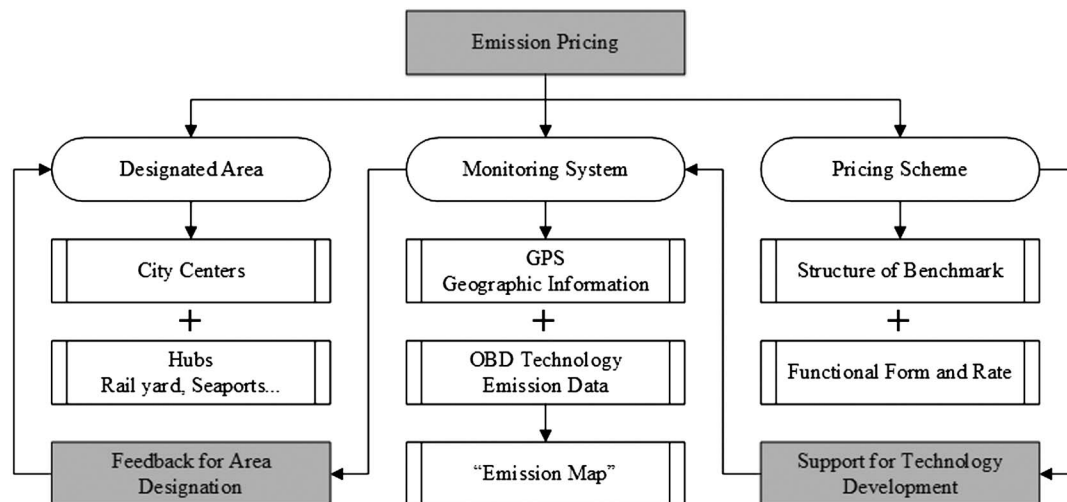 Emission Pricing
Designated Area
Monitoring System
Pricing Scheme
City Centers
GPS
Geographic Information
Structure of Benchmark
+
+
+
Hubs
Rail yard, Seaports...
OBD Technology
Emission Data
Functional Form and Rate
Feedback for Area
Designation
“Emission Map”
Support for Technology
Development